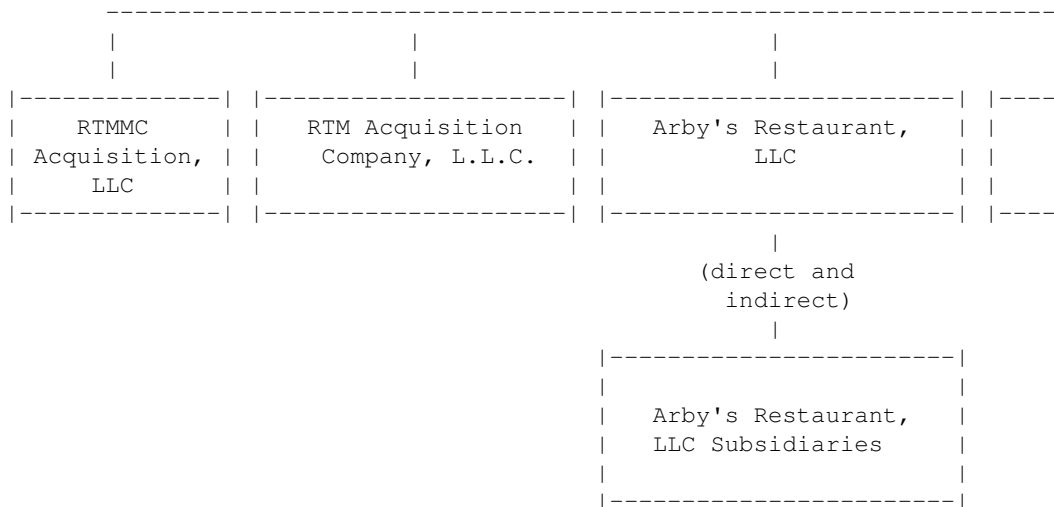 RTMMC
Acquisition,
LLC
RTM Acquisition
Company, L.L.C.
Arby's Restaurant,
LLC
(direct and
indirect)
Arby's Restaurant,
LLC Subsidiaries